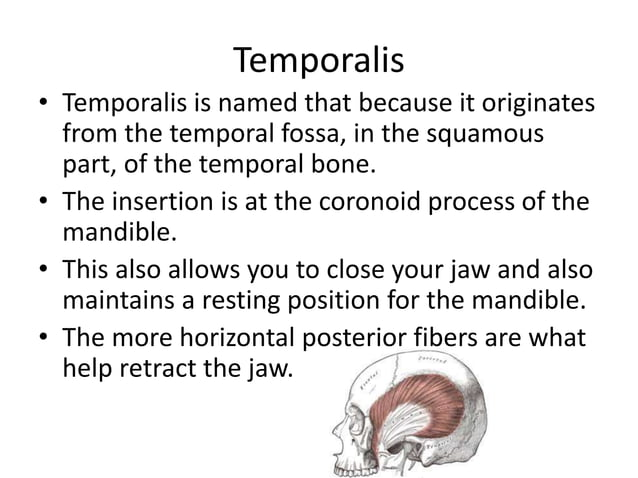 Temporalis
• Temporalis is named that because it originates
from the temporal fossa, in the squamous
part, of the temporal bone.
• The insertion is at the coronoid process of the
mandible.
• This also allows you to close your jaw and also
maintains a resting position for the mandible.
• The more horizontal posterior fibers are what
help retract the jaw.
Frontal
Parietal